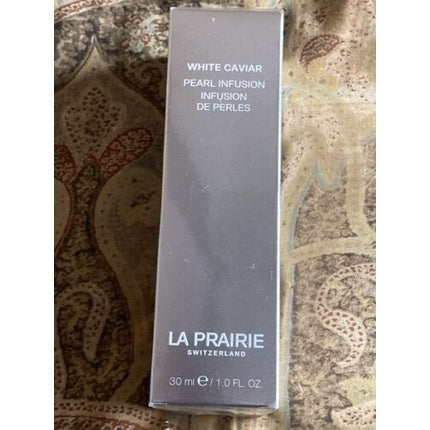 WHITE CAVIAR
PEARL INFUSION
INFUSION
DE PERLES
LA PRAIRIE
SWITZERLAND
30 ml ℮ / 1.0 FL. OZ.